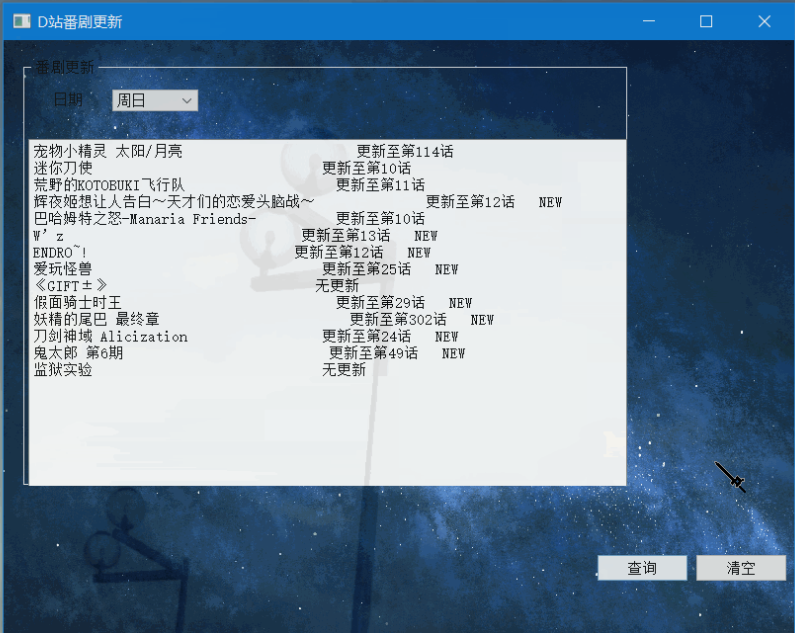 D站番剧更新
番剧更新
日期 周日
宠物小精灵 太阳/月亮 更新至第114话
迷你刀使 更新至第10话
荒野的KOTOBUKI飞行队 更新至第11话
辉夜姬想让人告白～天才们的恋爱头脑战～ 更新至第12话 NEW
巴哈姆特之怒-Manaria Friends- 更新至第10话
W’z 更新至第13话 NEW
ENDRO~! 更新至第12话 NEW
爱玩怪兽 更新至第25话 NEW
《GIFT±》 无更新
假面骑士时王 更新至第29话 NEW
妖精的尾巴 最终章 更新至第302话 NEW
刀剑神域 Alicization 更新至第24话 NEW
鬼太郎 第6期 更新至第49话 NEW
监狱实验 无更新
查询 清空